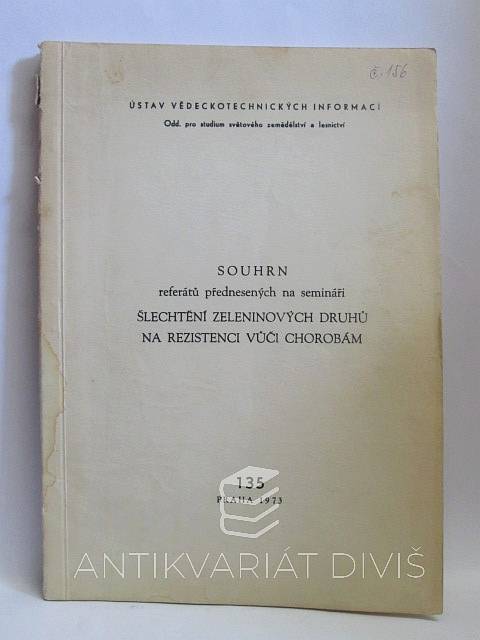 č. 156
ÚSTAV VĚDECKOTECHNICKÝCH INFORMACÍ
Odd. pro studium světového zemědělství a lesnictví
SOUHRN
referátů přednesených na semináři
ŠLECHTĚNÍ ZELENINOVÝCH DRUHŮ
NA REZISTENCI VŮČI CHOROBÁM
135
PRAHA 1973
ANTIKVARIÁT DIVIŠ